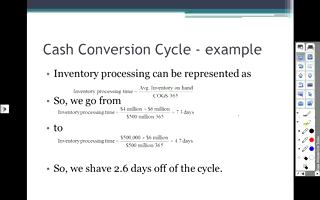 Cash Conversion Cycle - example
• Inventory processing can be represented as
Inventory processing time = Avg. Inventory on hand / COGS 365
• So, we go from
Inventory processing time = $4 million + $6 million / $500 million 365 = 7.3 days
• to
Inventory processing time = $500,000 + $6 million / $500 million 365 = 4.7 days
• So, we shave 2.6 days off of the cycle.